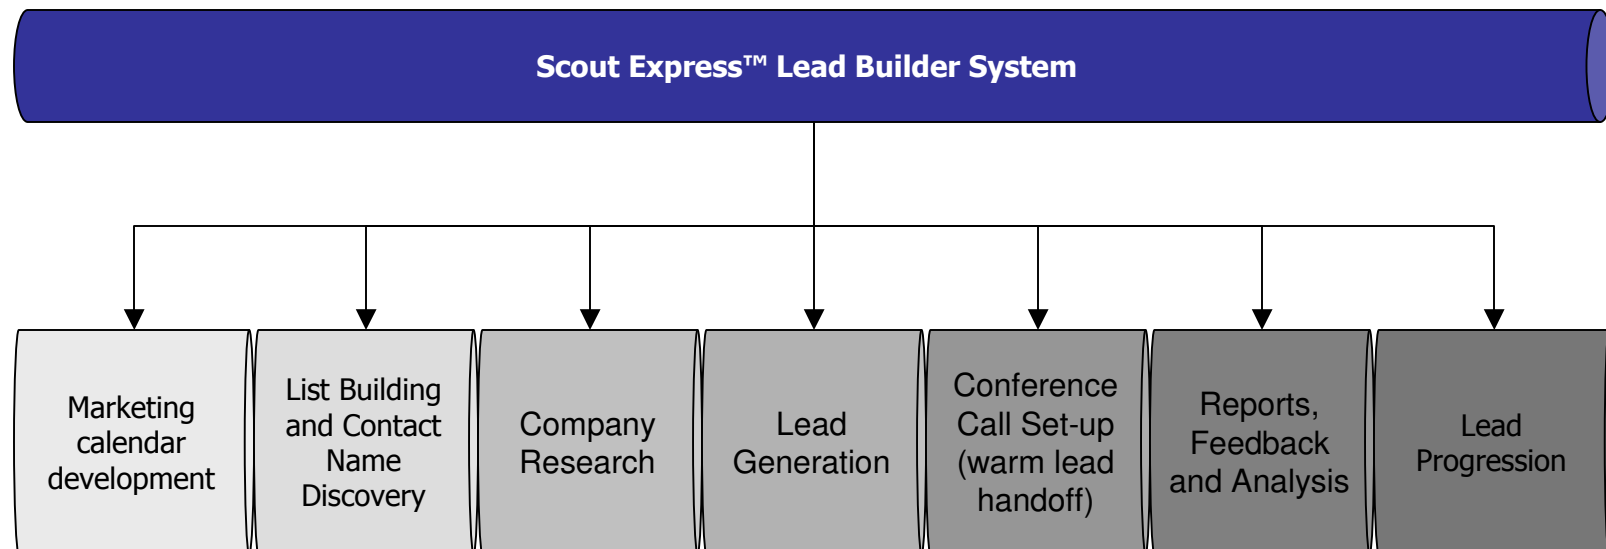 Scout Express™ Lead Builder System
Marketing
calendar
development
List Building
and Contact
Name
Discovery
Company
Research
Lead
Generation
Conference
Call Set-up
(warm lead
handoff)
Reports,
Feedback
and Analysis
Lead
Progression